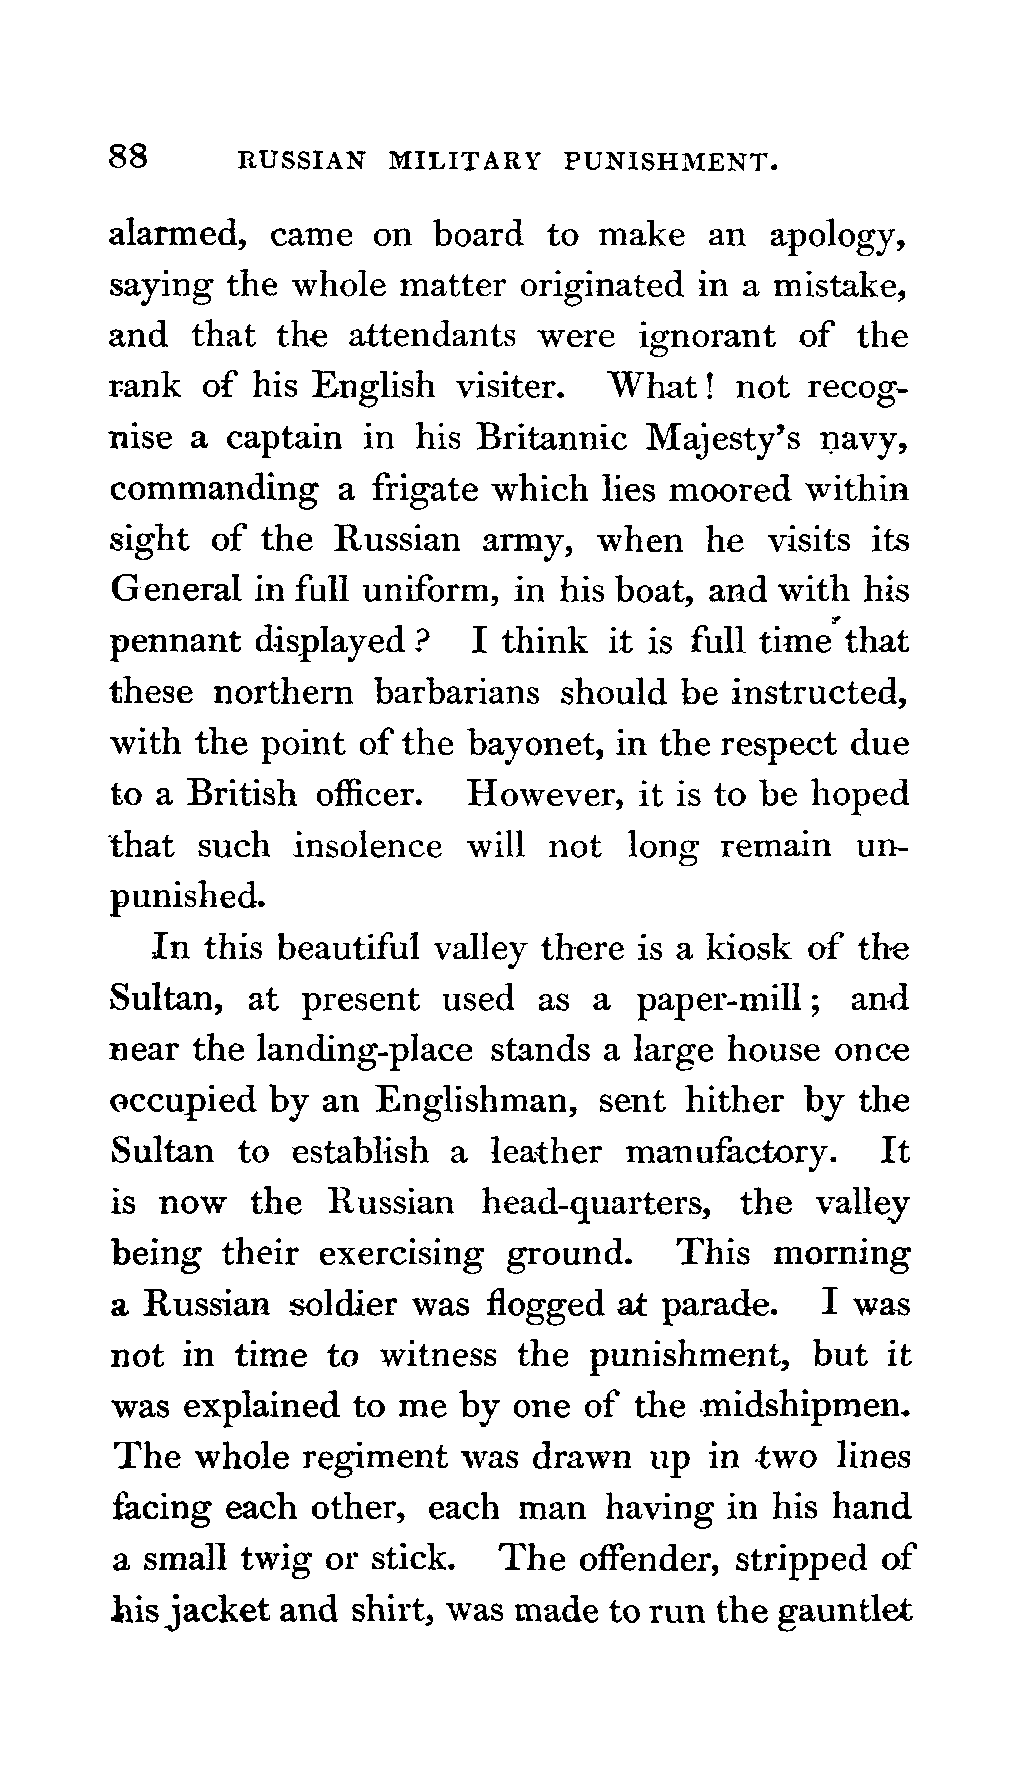 88 RUSSIAN MILITARY PUNISHMENT.
alarmed, came on board to make an apology,
saying the whole matter originated in a mistake,
and that the attendants were ignorant of the
rank of his English visiter. What! not recog-
nise a captain in his Britannic Majesty's navy,
commanding a frigate which lies moored within
sight of the Russian army, when he visits its
General in full uniform, in his boat, and with his
pennant displayed? I think it is full time that
these northern barbarians should be instructed,
with the point of the bayonet, in the respect due
to a British officer. However, it is to be hoped
that such insolence will not long remain un-
punished.
In this beautiful valley there is a kiosk of the
Sultan, at present used as a paper-mill; and
near the landing-place stands a large house once
occupied by an Englishman, sent hither by the
Sultan to establish a leather manufactory. It
is now the Russian head-quarters, the valley
being their exercising ground. This morning
a Russian soldier was flogged at parade. I was
not in time to witness the punishment, but it
was explained to me by one of the midshipmen.
The whole regiment was drawn up in two lines
facing each other, each man having in his hand
a small twig or stick. The offender, stripped of
his jacket and shirt, was made to run the gauntlet